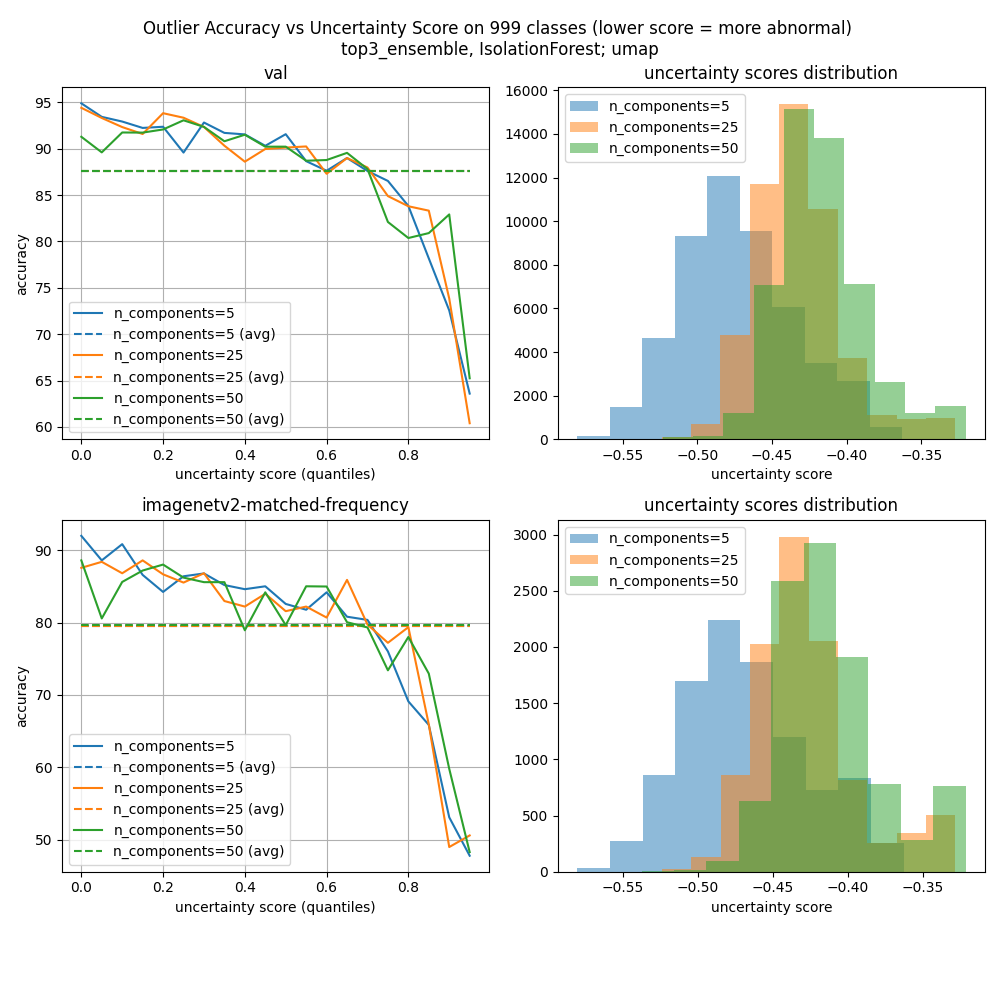 Outlier Accuracy vs Uncertainty Score on 999 classes (lower score = more abnormal)
top3_ensemble, IsolationForest; umap
val
95
90
85
80
75
70
65
60
accuracy
n_components=5
n_components=5 (avg)
n_components=25
n_components=25 (avg)
n_components=50
n_components=50 (avg)
0.0 0.2 0.4 0.6 0.8
uncertainty score (quantiles)
uncertainty scores distribution
16000
14000
12000
10000
8000
6000
4000
2000
0
n_components=5
n_components=25
n_components=50
−0.55 −0.50 −0.45 −0.40 −0.35
uncertainty score
imagenetv2-matched-frequency
90
80
70
60
50
accuracy
n_components=5
n_components=5 (avg)
n_components=25
n_components=25 (avg)
n_components=50
n_components=50 (avg)
0.0 0.2 0.4 0.6 0.8
uncertainty score (quantiles)
uncertainty scores distribution
3000
2500
2000
1500
1000
500
0
n_components=5
n_components=25
n_components=50
−0.55 −0.50 −0.45 −0.40 −0.35
uncertainty score